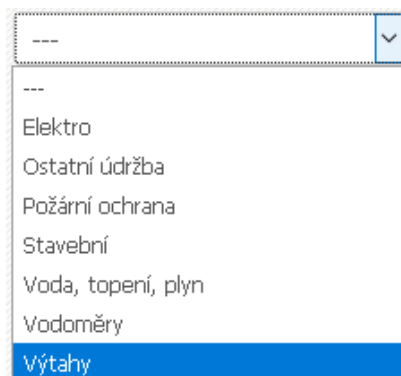 ---
---
Elektro
Ostatní údržba
Požární ochrana
Stavební
Voda, topení, plyn
Vodoměry
Výtahy